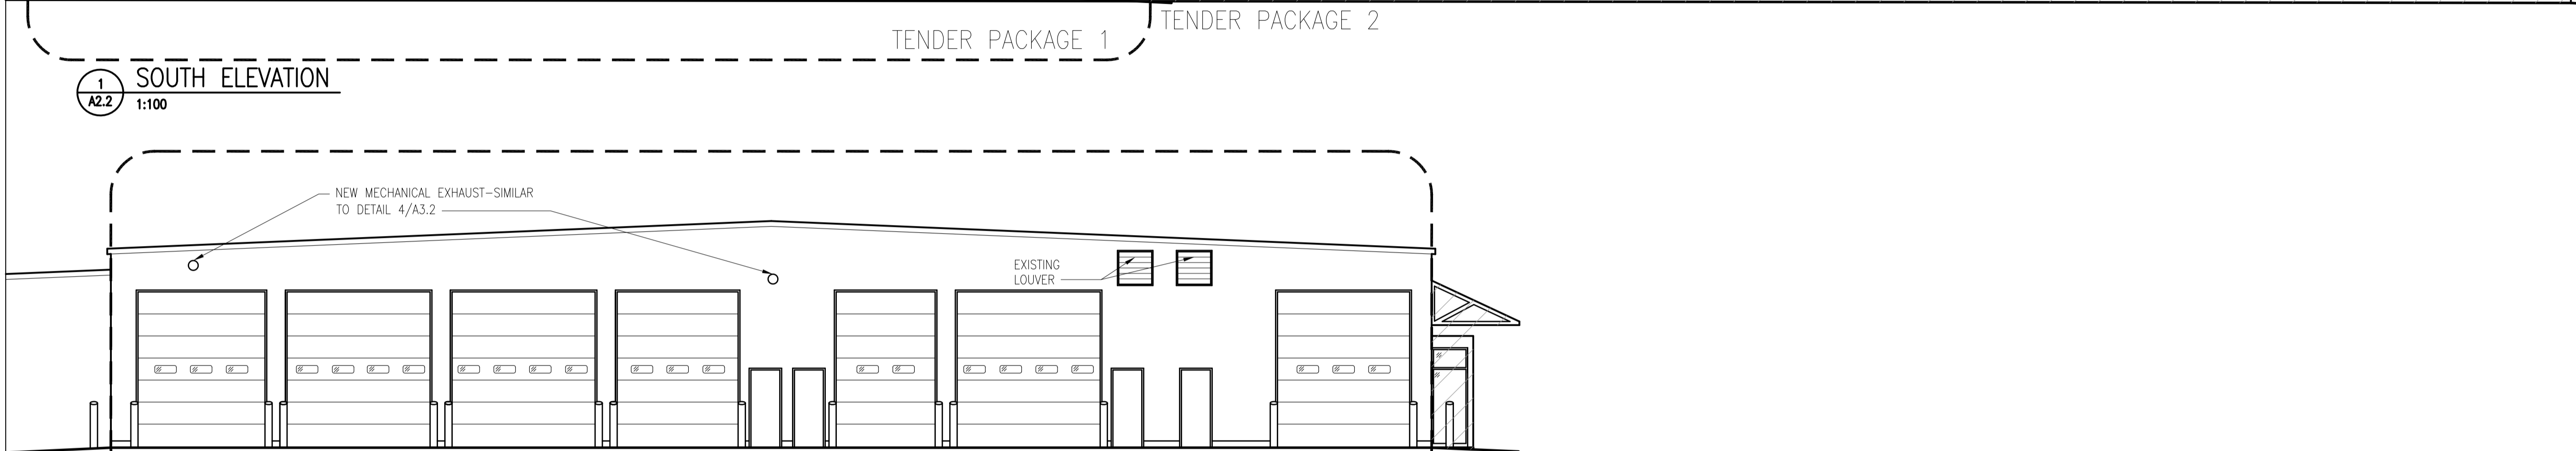 TENDER PACKAGE 2
TENDER PACKAGE 1
1
A2.2
SOUTH ELEVATION
1:100
NEW MECHANICAL EXHAUST-SIMILAR
TO DETAIL 4/A3.2
EXISTING
LOUVER